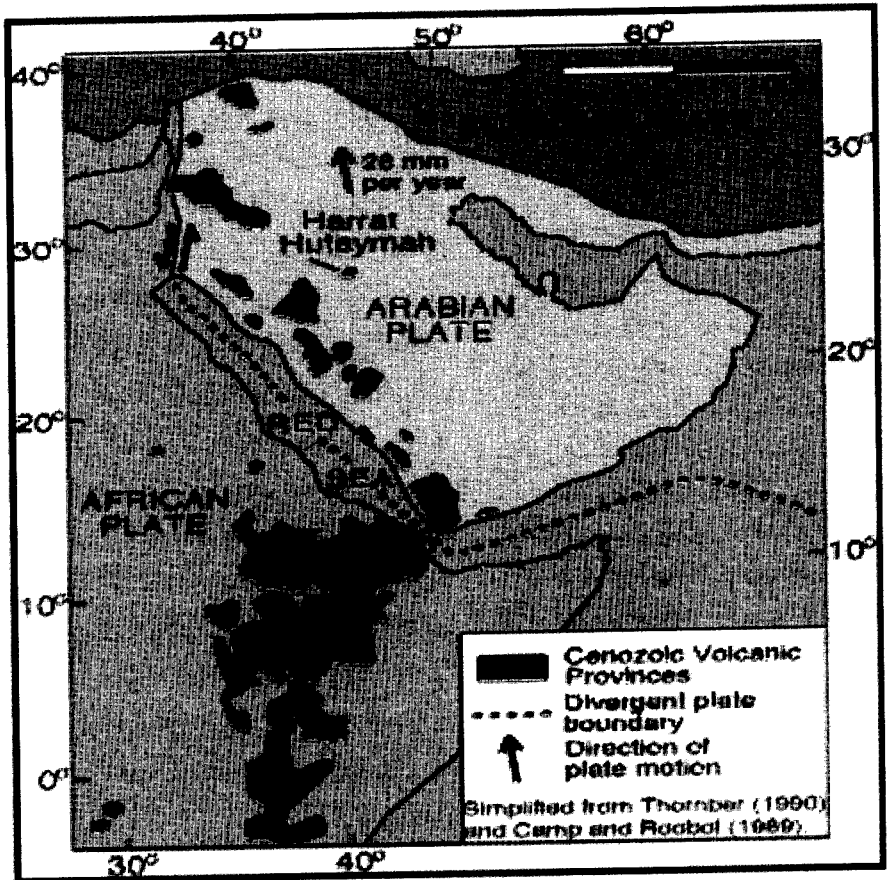 40°
50°
60°
40°
30°
26 mm
per year
Harrat
Hutaymah
30°
ARABIAN
PLATE
20°
20°
RED
SEA
AFRICAN
PLATE
10°
10°
Cenozoic Volcanic
Provinces
Divergent plate
boundary
Direction of
plate motion
0°
Simplified from Thornber (1990)
and Camp and Roobol (1989).
30°
40°